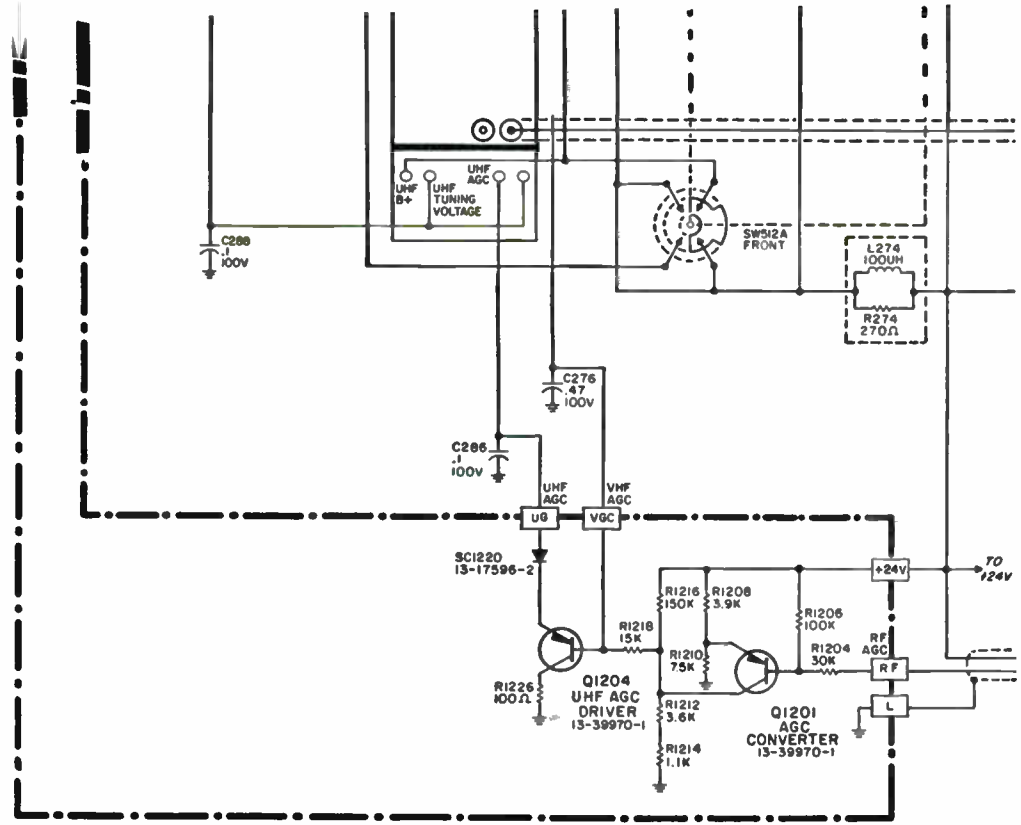 UHF
B+
UHF
TUNING
VOLTAGE
UHF
AGC
C288
.1
100V
SW512A
FRONT
L274
100UH
R274
270Ω
C276
.47
100V
C286
.1
100V
UHF
AGC
VHF
AGC
UG
VGC
SC1220
13-17596-2
+24V
TO
+24V
R1216
150K
R1208
3.9K
R1206
100K
R1218
15K
R1210
7.5K
R1204
30K
RF
AGC
RF
L
R1226
100Ω
Q1204
UHF AGC
DRIVER
13-39970-1
R1212
3.6K
R1214
1.1K
Q1201
AGC
CONVERTER
13-39970-1